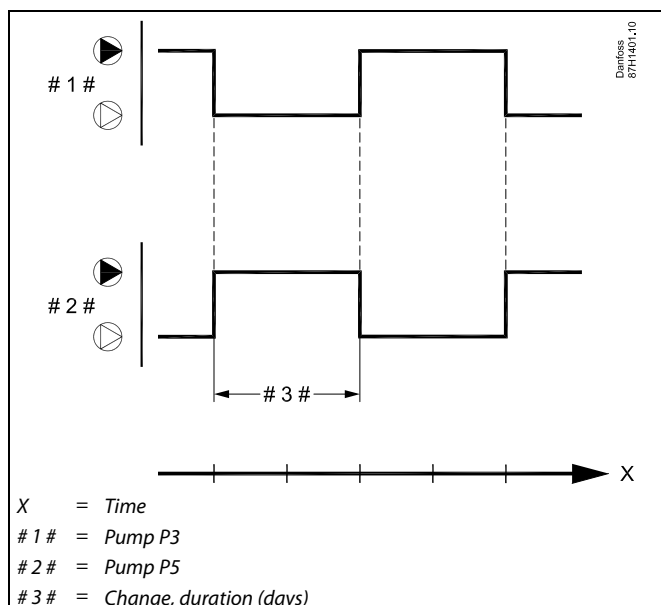 Danfoss
87H1401.10
# 1 #
# 2 #
# 3 #
X
X = Time
# 1 # = Pump P3
# 2 # = Pump P5
# 3 # = Change, duration (days)